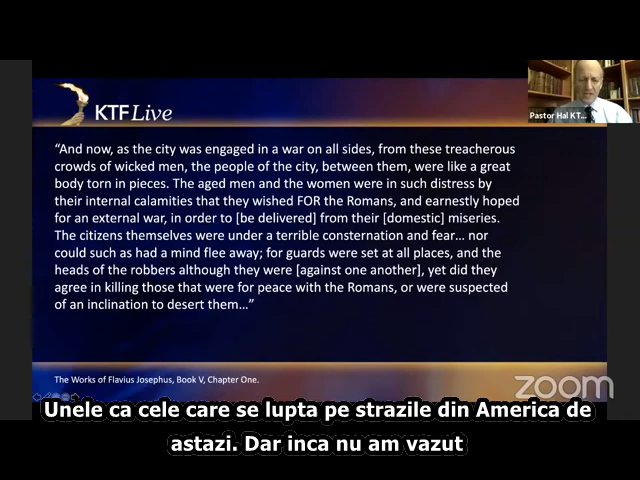 KTF Live
Pastor Hal KT...
“And now, as the city was engaged in a war on all sides, from these treacherous
crowds of wicked men, the people of the city, between them, were like a great
body torn in pieces. The aged men and the women were in such distress by
their internal calamities that they wished FOR the Romans, and earnestly hoped
for an external war, in order to [be delivered] from their [domestic] miseries.
The citizens themselves were under a terrible consternation and fear… nor
could such as had a mind flee away; for guards were set at all places, and the
heads of the robbers although they were [against one another], yet did they
agree in killing those that were for peace with the Romans, or were suspected
of an inclination to desert them…”
The Works of Flavius Josephus, Book V, Chapter One.
zoom
Unele ca cele care se lupta pe strazile din America de
astazi. Dar inca nu am vazut